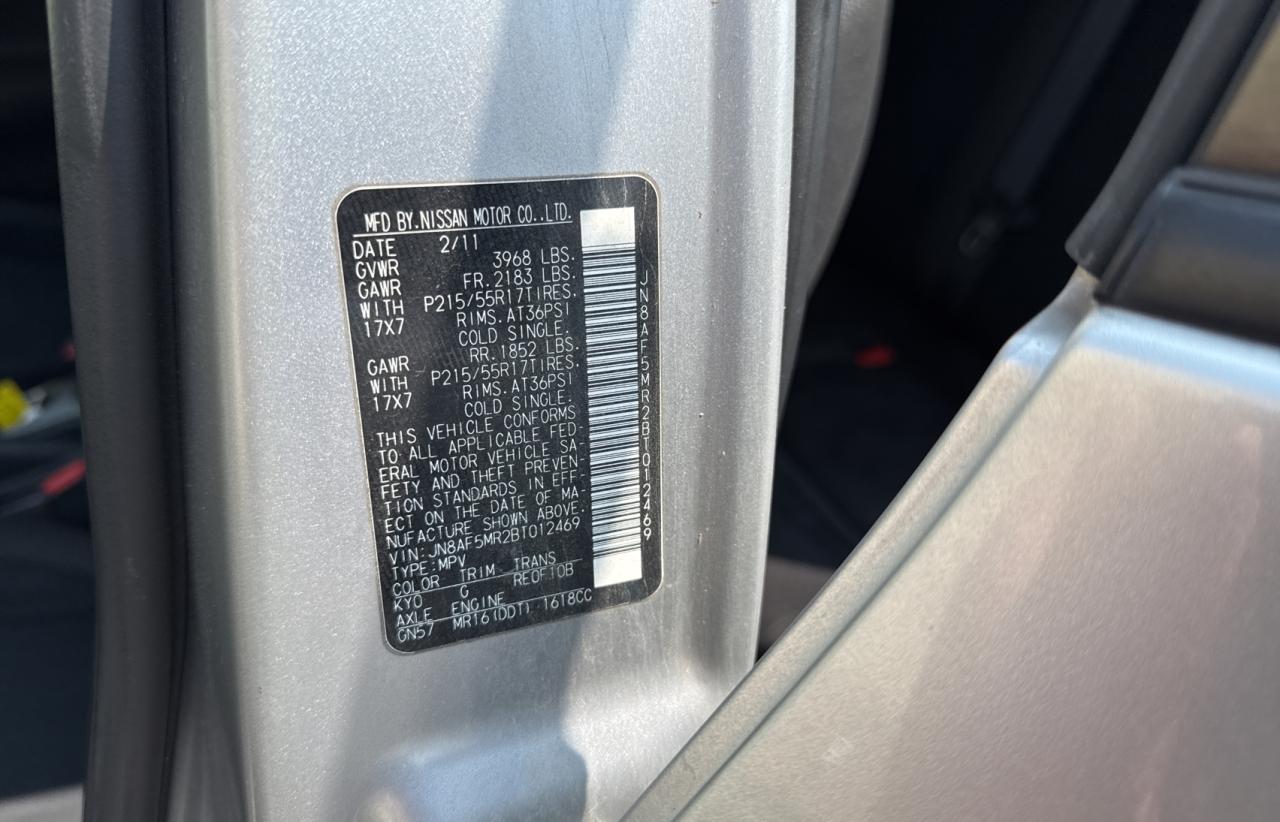 MFD BY.NISSAN MOTOR CO.,LTD.
DATE 2/11
GVWR 3968 LBS.
GAWR FR.2183 LBS.
WITH P215/55R17TIRES.
17X7 RIMS.AT36PSI
COLD SINGLE.
GAWR RR.1852 LBS.
WITH P215/55R17TIRES.
17X7 RIMS.AT36PSI
COLD SINGLE.
THIS VEHICLE CONFORMS
TO ALL APPLICABLE FED-
ERAL MOTOR VEHICLE SA-
FETY AND THEFT PREVEN-
TION STANDARDS IN EFF-
ECT ON THE DATE OF MA-
NUFACTURE SHOWN ABOVE.
VIN:JN8AF5MR2BT012469
TYPE:MPV
COLOR TRIM TRANS
KY0 G RE0F10B
AXLE ENGINE
GN57 MR16(DDT) 1618CC
JN8AF5MR2BT012469